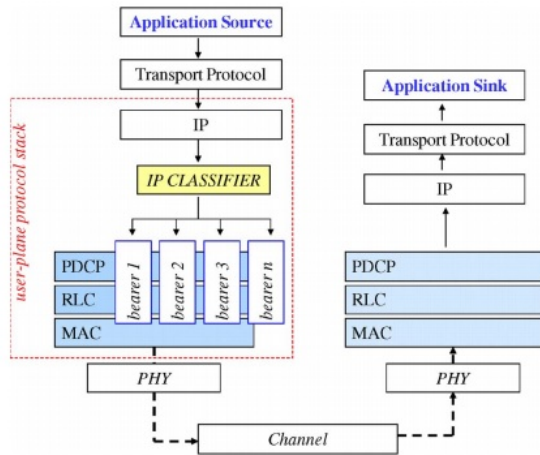 Application Source
Transport Protocol
IP
IP CLASSIFIER
user-plane protocol stack
PDCP
RLC
MAC
bearer 1
bearer 2
bearer 3
bearer n
PHY
Channel
Application Sink
Transport Protocol
IP
PDCP
RLC
MAC
PHY